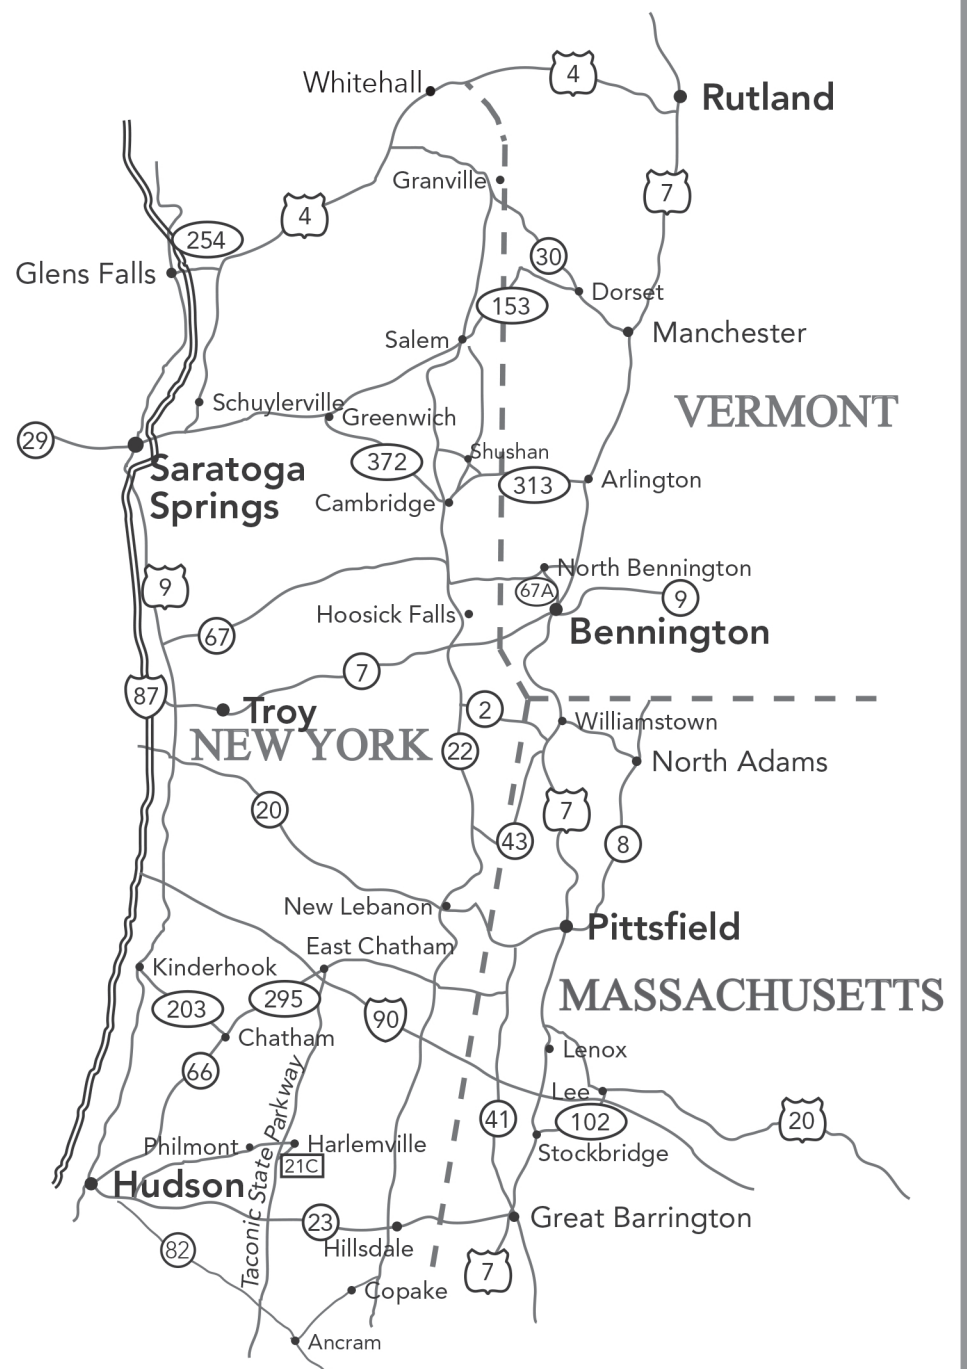 Whitehall
4
Rutland
Granville
7
4
254
Glens Falls
30
153
Dorset
Salem
Manchester
Schuylerville
Greenwich
VERMONT
29
372
Shushan
Saratoga
Springs
313
Arlington
Cambridge
9
North Bennington
67A
9
Hoosick Falls
67
Bennington
7
87
Troy
2
Williamstown
NEW YORK
22
North Adams
20
7
43
8
New Lebanon
Pittsfield
East Chatham
Kinderhook
203
295
MASSACHUSETTS
90
Chatham
Lenox
66
Lee
41
102
20
Taconic State Parkway
Philmont
Harlemville
Stockbridge
21C
Hudson
23
Great Barrington
82
Hillsdale
7
Copake
Ancram